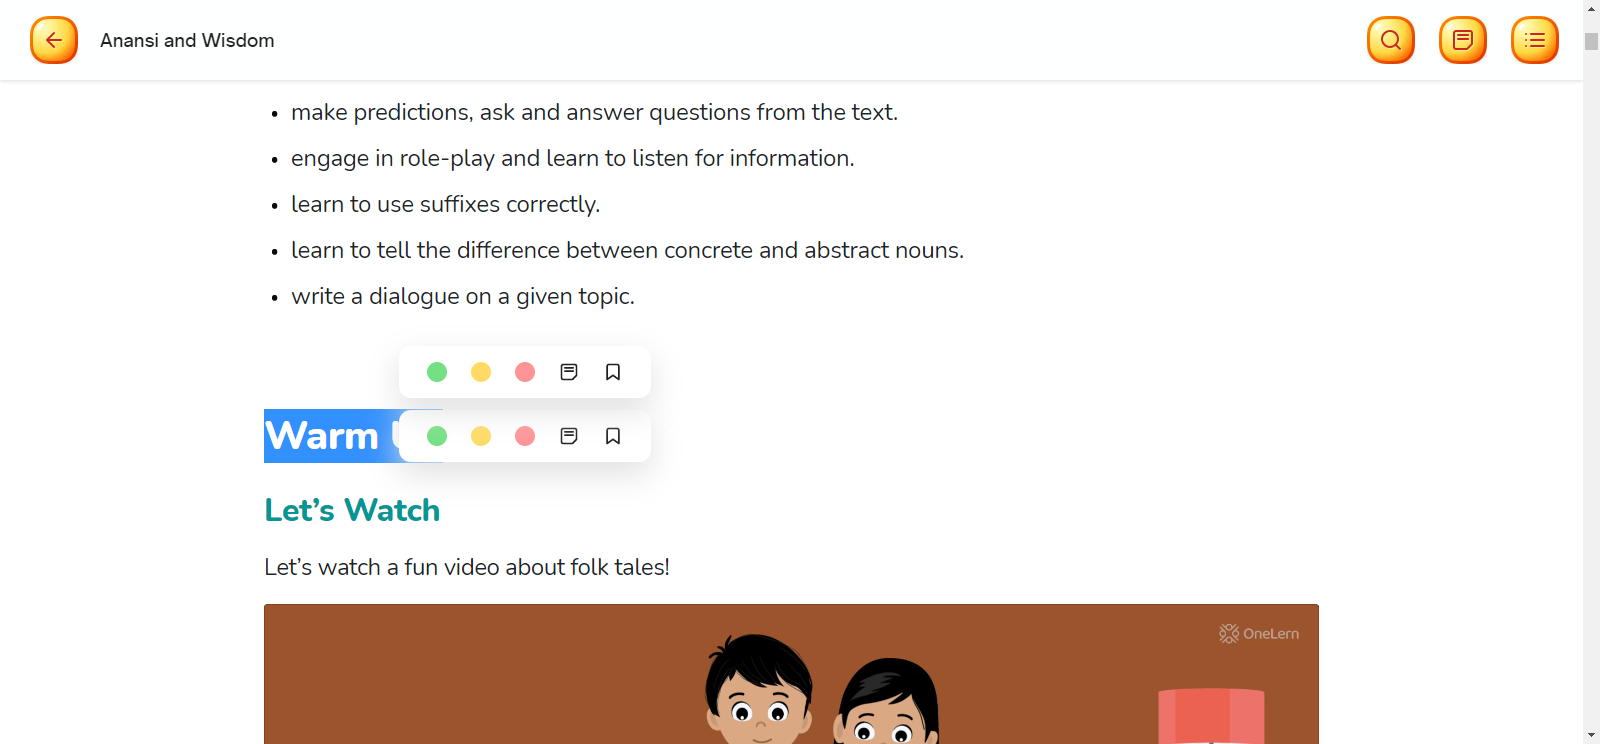 Anansi and Wisdom
make predictions, ask and answer questions from the text.
engage in role-play and learn to listen for information.
learn to use suffixes correctly.
learn to tell the difference between concrete and abstract nouns.
write a dialogue on a given topic.
Warm
Let’s Watch
Let’s watch a fun video about folk tales!
OneLern